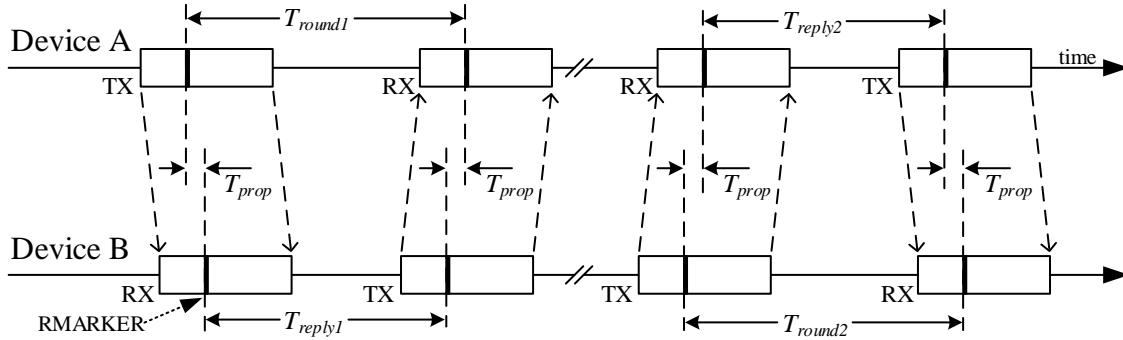 T_round1 T_reply2
Device A
TX RX RX TX time
T_prop T_prop T_prop T_prop
Device B
RX TX TX RX
RMARKER T_reply1 T_round2